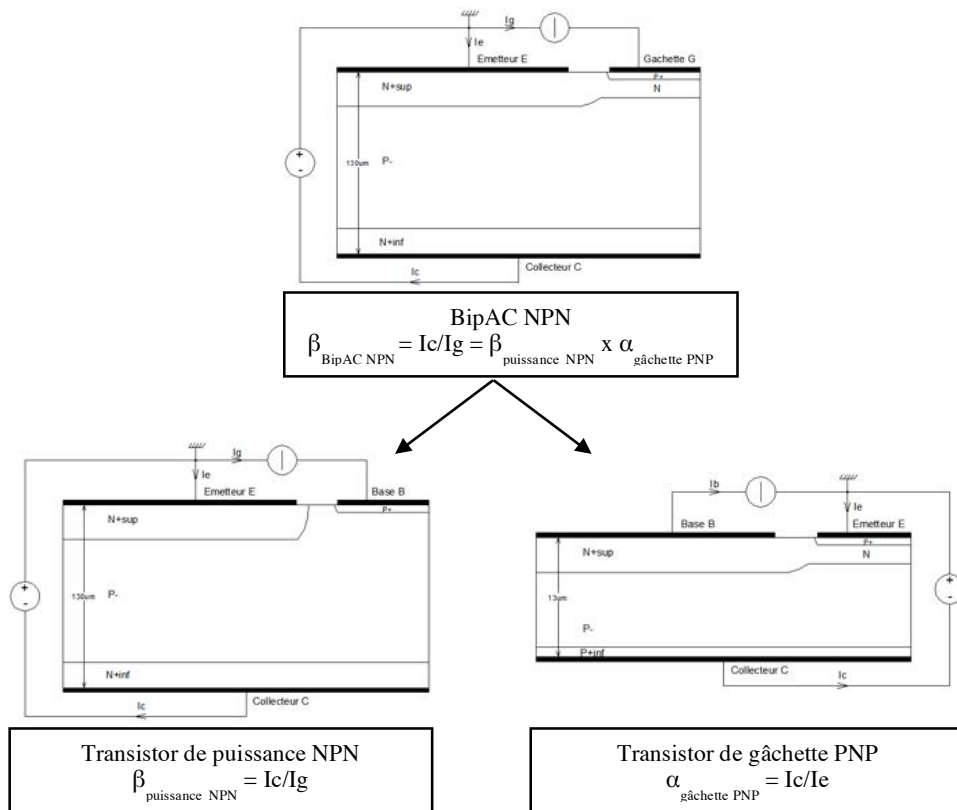 Ig
Ie
Emetteur E
Gachette G
P+
N+sup
N
130um
P-
+
-
N+inf
Collecteur C
Ic
BipAC NPN
β BipAC NPN = Ic/Ig = β puissance NPN x α gâchette PNP
Ig
Ie
Emetteur E
Base B
P+
N+sup
+
-
130um
P-
N+inf
Collecteur C
Ic
Transistor de puissance NPN
β puissance NPN = Ic/Ig
Ib
Ie
Base B
Emetteur E
P+
N+sup
N
+
-
13um
P-
P+inf
Collecteur C
Ic
Transistor de gâchette PNP
α gâchette PNP = Ic/Ie